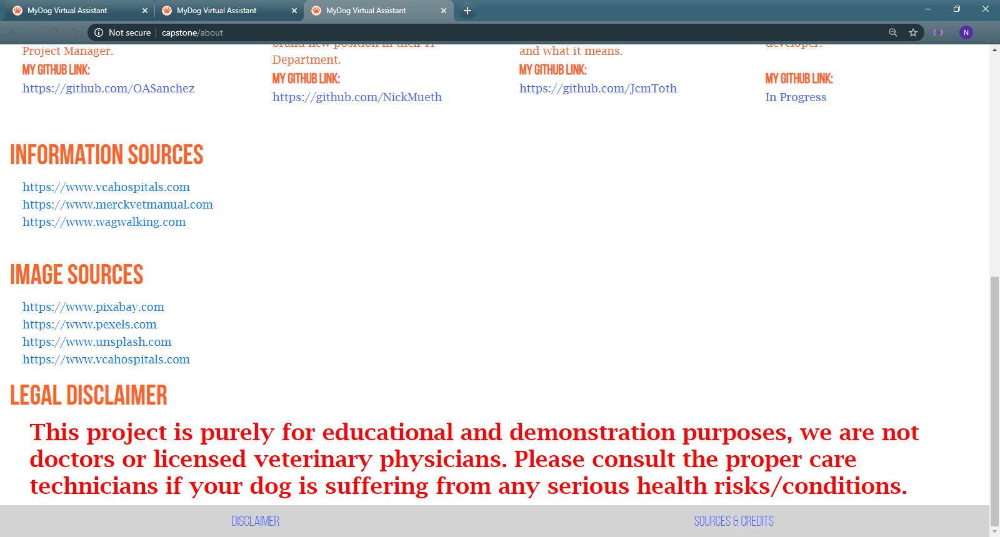 MyDog Virtual Assistant
MyDog Virtual Assistant
MyDog Virtual Assistant
Not secure
capstone/about
N
Project Manager.
MY GITHUB LINK:
https://github.com/OASanchez
brand new position in their IT
Department.
MY GITHUB LINK:
https://github.com/NickMueth
and what it means.
MY GITHUB LINK:
https://github.com/JcmToth
developer.
MY GITHUB LINK:
In Progress
INFORMATION SOURCES
https://www.vcahospitals.com
https://www.merckvetmanual.com
https://www.wagwalking.com
IMAGE SOURCES
https://www.pixabay.com
https://www.pexels.com
https://www.unsplash.com
https://www.vcahospitals.com
LEGAL DISCLAIMER
This project is purely for educational and demonstration purposes, we are not
doctors or licensed veterinary physicians. Please consult the proper care
technicians if your dog is suffering from any serious health risks/conditions.
DISCLAIMER
SOURCES & CREDITS